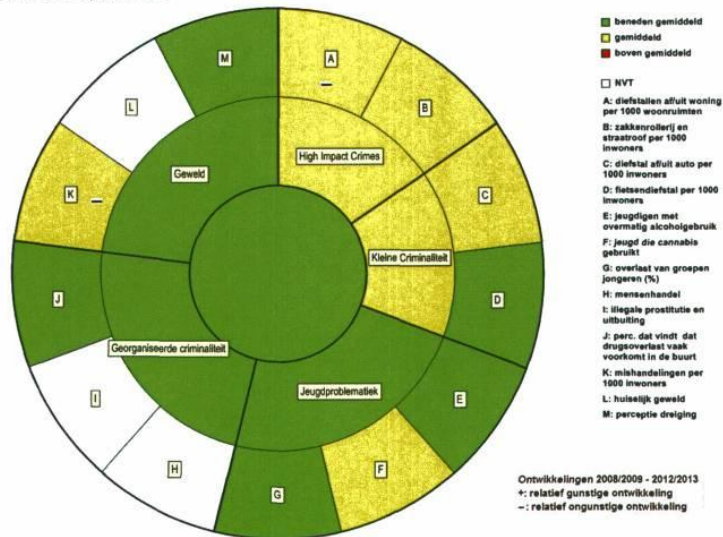 beneden gemiddeld
gemiddeld
boven gemiddeld
NVT
A: diefstallen af/uit woning
per 1000 woonruimten
B: zakkenrollerij en
straatroof per 1000
inwoners
C: diefstal af/uit auto per
1000 inwoners
D: fietsendiefstal per 1000
inwoners
E: jeugdigen met
overmatig alcoholgebruik
F: jeugd die cannabis
gebruikt
G: overlast van groepen
jongeren (%)
H: mensenhandel
I: illegale prostitutie en
uitbuiting
J: perc. dat vindt dat
drugsoverlast vaak
voorkomt in de buurt
K: mishandelingen per
1000 inwoners
L: huiselijk geweld
M: perceptie dreiging
Ontwikkelingen 2008/2009 - 2012/2013
+: relatief gunstige ontwikkeling
–: relatief ongunstige ontwikkeling
M
A
–
L
B
High Impact Crimes
Geweld
K
–
C
Kleine Criminaliteit
J
D
Georganiseerde criminaliteit
Jeugdproblematiek
I
E
H
G
F